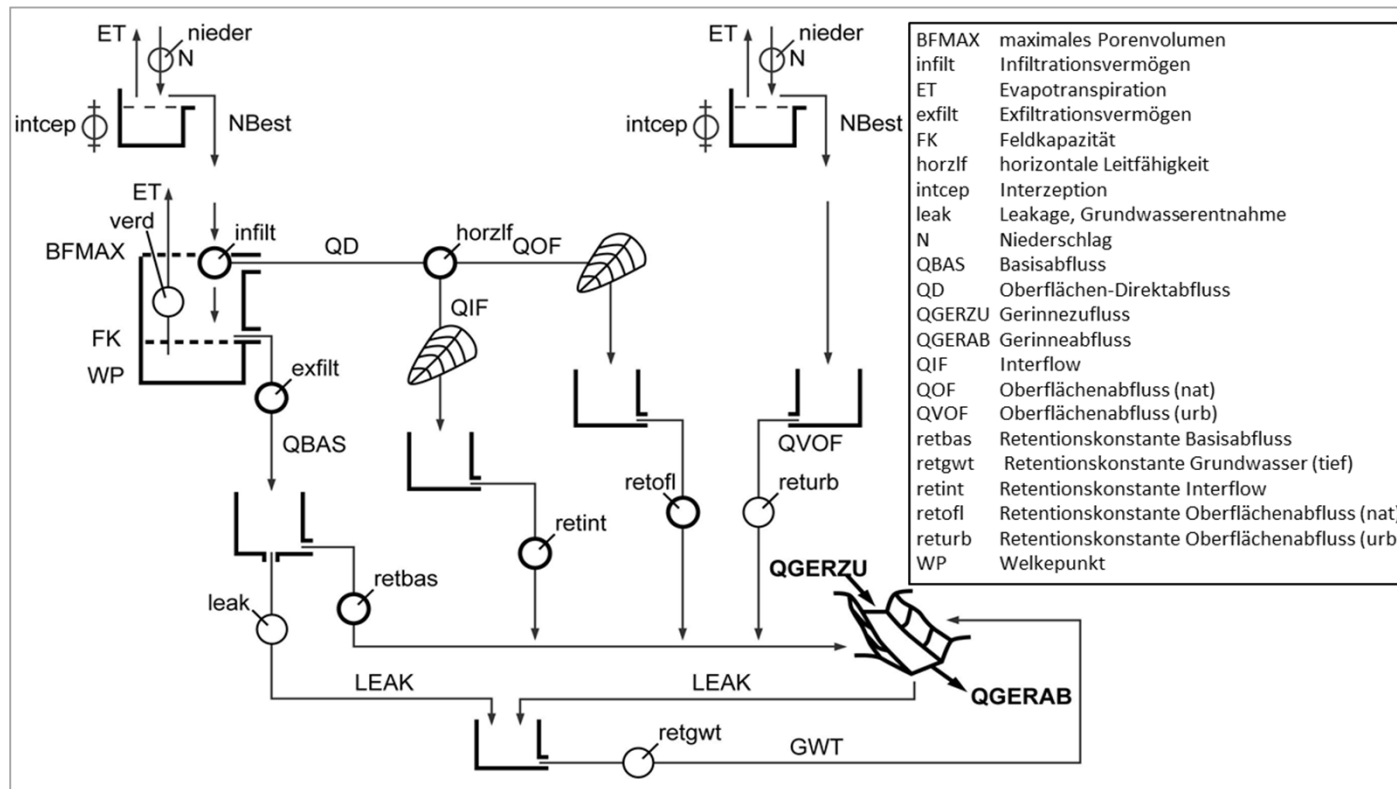 ET
nieder
N
intcep
NBest
ET
nieder
N
intcep
NBest
ET
verd
BFMAX
infilt
QD
horzlf
QOF
QIF
FK
WP
exfilt
QBAS
retofl
QVOF
returb
retint
retbas
leak
QGERZU
LEAK
LEAK
QGERAB
retgwt
GWT
BFMAX maximales Porenvolumen
infilt Infiltrationsvermögen
ET Evapotranspiration
exfilt Exfiltrationsvermögen
FK Feldkapazität
horzlf horizontale Leitfähigkeit
intcep Interzeption
leak Leakage, Grundwasserentnahme
N Niederschlag
QBAS Basisabfluss
QD Oberflächen-Direktabfluss
QGERZU Gerinnezufluss
QGERAB Gerinneabfluss
QIF Interflow
QOF Oberflächenabfluss (nat)
QVOF Oberflächenabfluss (urb)
retbas Retentionskonstante Basisabfluss
retgwt Retentionskonstante Grundwasser (tief)
retint Retentionskonstante Interflow
retofl Retentionskonstante Oberflächenabfluss (nat)
returb Retentionskonstante Oberflächenabfluss (urb
WP Welkepunkt